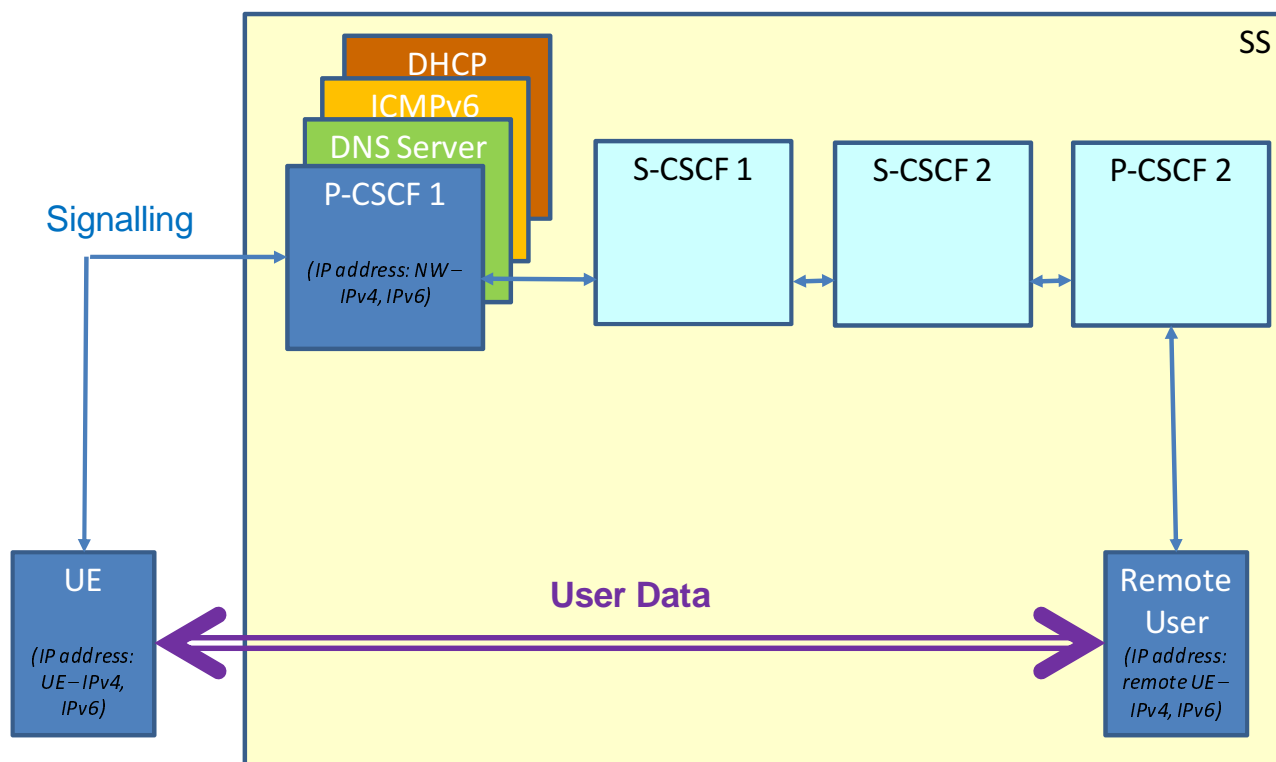 SS
DHCP
ICMPv6
DNS Server
P-CSCF 1
(IP address: NW–
IPv4, IPv6)
S-CSCF 1
S-CSCF 2
P-CSCF 2
Signalling
UE
(IP address:
UE–IPv4,
IPv6)
User Data
Remote
User
(IP address:
remote UE–
IPv4, IPv6)